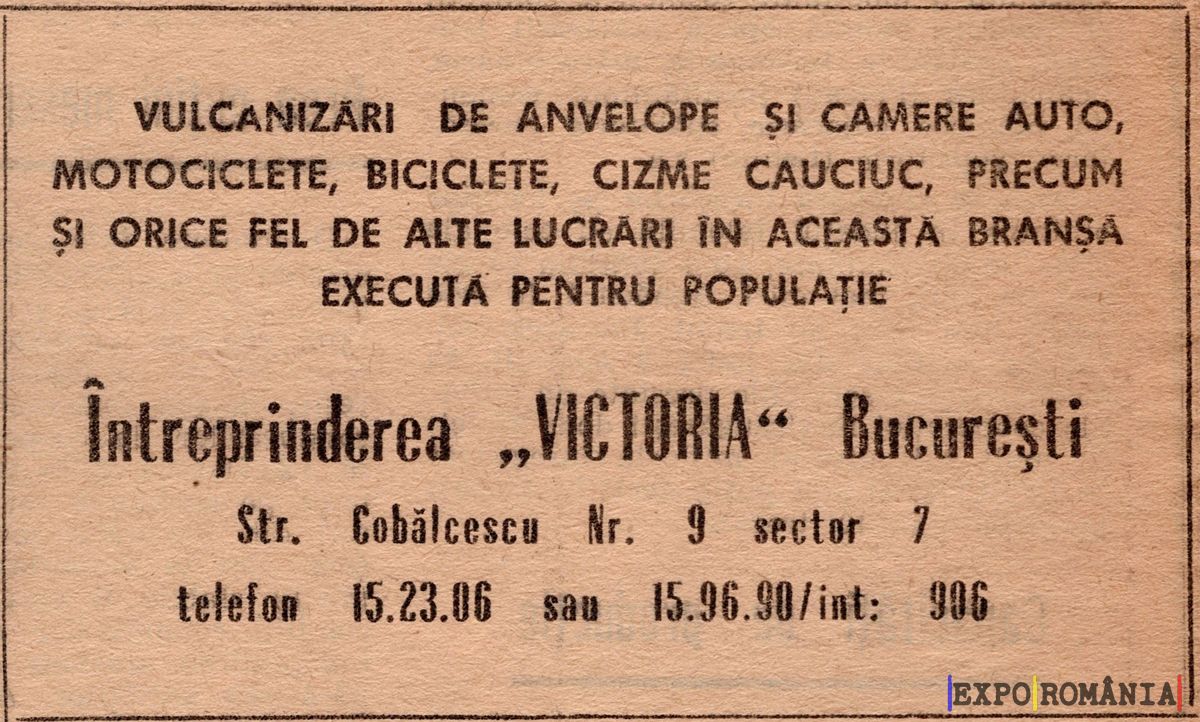 VULCANIZĂRI DE ANVELOPE ȘI CAMERE AUTO,
MOTOCICLETE, BICICLETE, CIZME CAUCIUC, PRECUM
ȘI ORICE FEL DE ALTE LUCRĂRI ÎN ACEASTĂ BRANȘĂ
EXECUTĂ PENTRU POPULAȚIE
Întreprinderea „VICTORIA“ București
Str. Cobălcescu Nr. 9 sector 7
telefon 15.23.06 sau 15.96.90/int: 906
EXPO ROMÂNIA